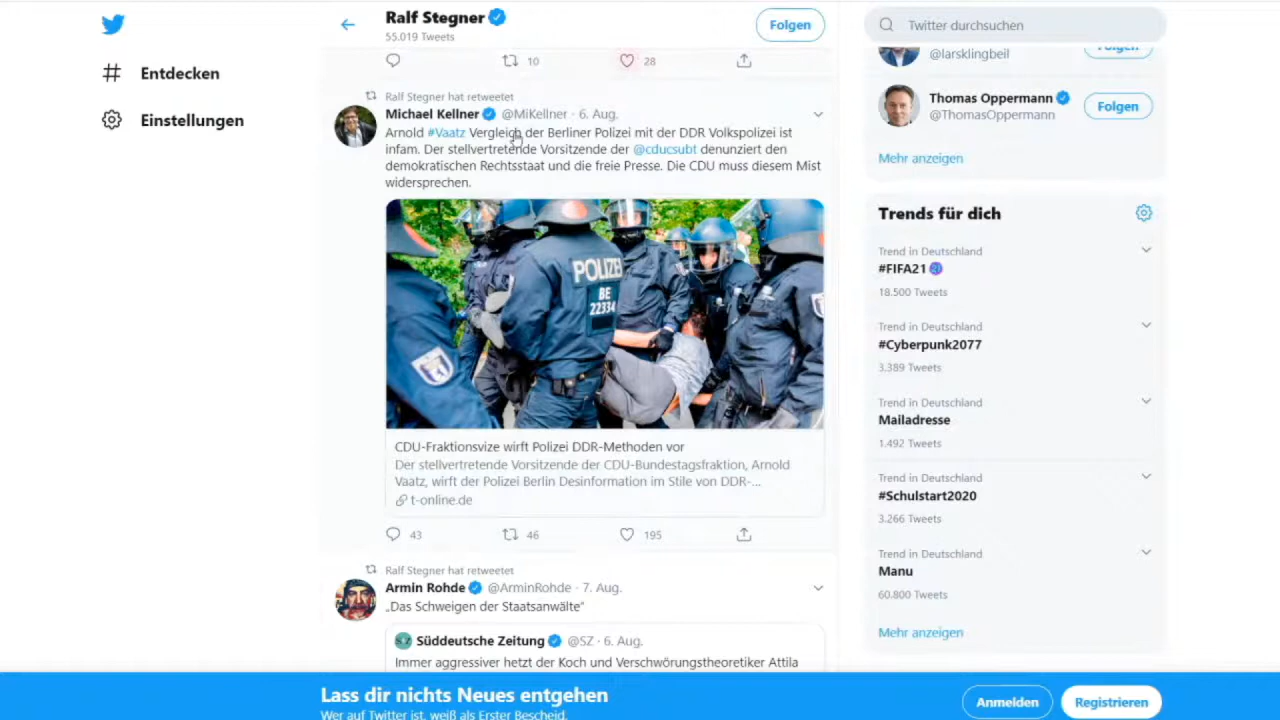 Entdecken
Einstellungen
Ralf Stegner
55.019 Tweets
Folgen
10
28
Ralf Stegner hat retweetet
Michael Kellner @MiKellner · 6. Aug.
Arnold #Vaatz Vergleich der Berliner Polizei mit der DDR Volkspolizei ist
infam. Der stellvertretende Vorsitzende der @cducsubt denunziert den
demokratischen Rechtsstaat und die freie Presse. Die CDU muss diesem Mist
widersprechen.
POLIZEI
BE
22334
CDU-Fraktionsvize wirft Polizei DDR-Methoden vor
Der stellvertretende Vorsitzende der CDU-Bundestagsfraktion, Arnold
Vaatz, wirft der Polizei Berlin Desinformation im Stile von DDR-...
t-online.de
43
46
195
Ralf Stegner hat retweetet
Armin Rohde @ArminRohde · 7. Aug.
„Das Schweigen der Staatsanwälte“
Süddeutsche Zeitung @SZ · 6. Aug.
Immer aggressiver hetzt der Koch und Verschwörungstheoretiker Attila
Twitter durchsuchen
@larsklingbeil
Folgen
Thomas Oppermann
@ThomasOppermann
Folgen
Mehr anzeigen
Trends für dich
Trend in Deutschland
#FIFA21
18.500 Tweets
Trend in Deutschland
#Cyberpunk2077
3.389 Tweets
Trend in Deutschland
Mailadresse
1.492 Tweets
Trend in Deutschland
#Schulstart2020
3.266 Tweets
Trend in Deutschland
Manu
60.800 Tweets
Mehr anzeigen
Lass dir nichts Neues entgehen
Wer auf Twitter ist, weiß als Erster Bescheid.
Anmelden
Registrieren